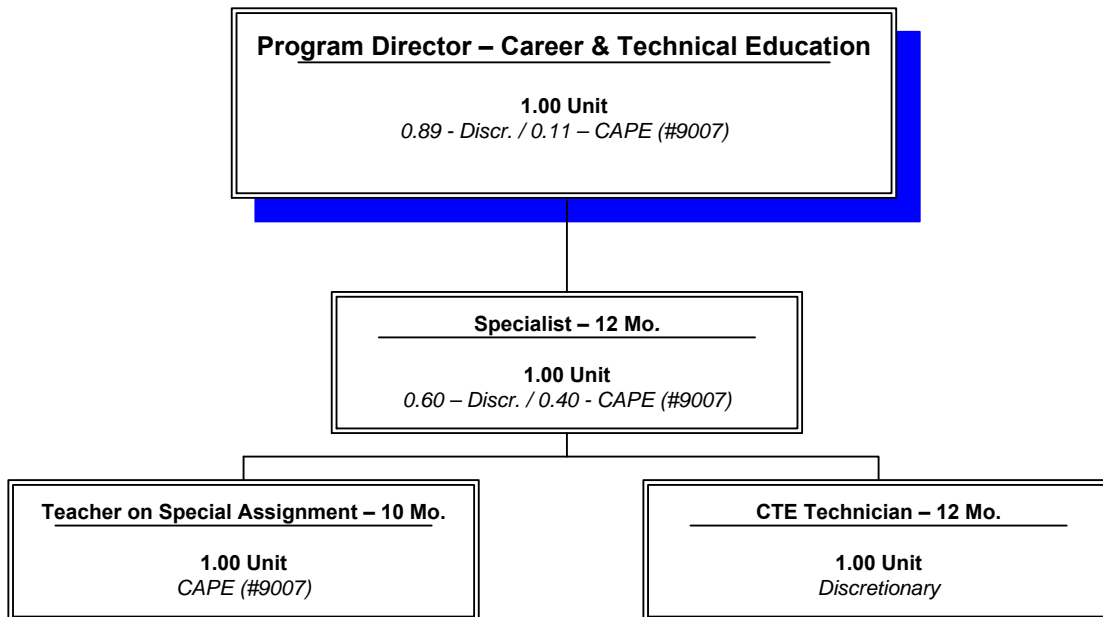 Program Director – Career & Technical Education
1.00 Unit
0.89 - Discr. / 0.11 – CAPE (#9007)
Specialist – 12 Mo.
1.00 Unit
0.60 – Discr. / 0.40 - CAPE (#9007)
Teacher on Special Assignment – 10 Mo.
1.00 Unit
CAPE (#9007)
CTE Technician – 12 Mo.
1.00 Unit
Discretionary